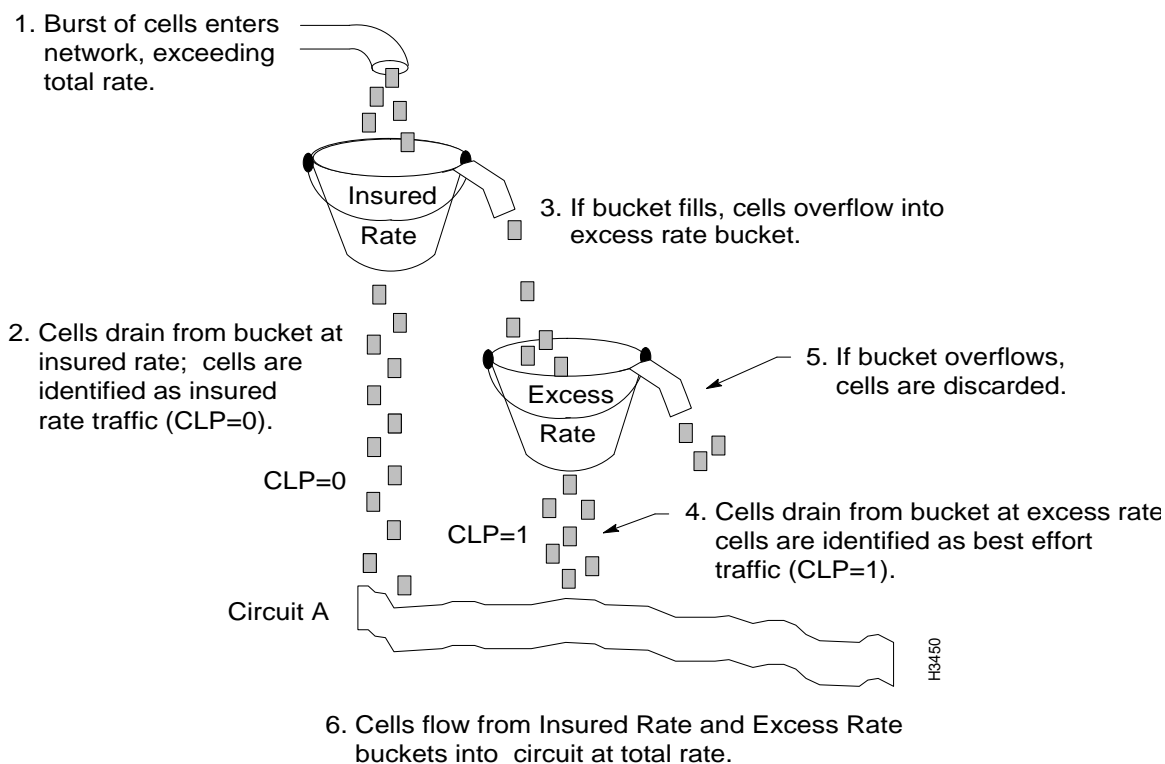 1. Burst of cells enters
network, exceeding
total rate.
Insured
Rate
3. If bucket fills, cells overflow into
excess rate bucket.
2. Cells drain from bucket at
insured rate; cells are
identified as insured
rate traffic (CLP=0).
5. If bucket overflows,
cells are discarded.
Excess
Rate
CLP=0
CLP=1
4. Cells drain from bucket at excess rate
cells are identified as best effort
traffic (CLP=1).
Circuit A
H3450
6. Cells flow from Insured Rate and Excess Rate
buckets into circuit at total rate.